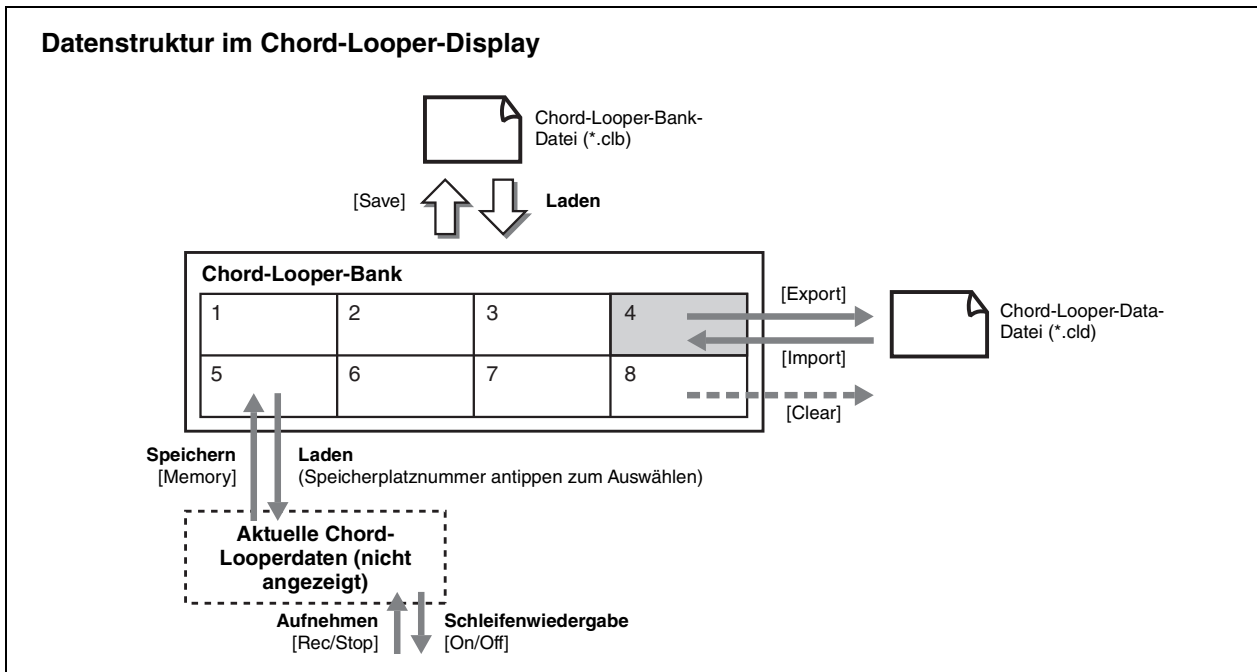 Datenstruktur im Chord-Looper-Display
Chord-Looper-Bank-
Datei (*.clb)
[Save]
Laden
Chord-Looper-Bank
1
2
3
4
[Export]
Chord-Looper-Data-
Datei (*.cld)
[Import]
5
6
7
8
[Clear]
Speichern
[Memory]
Laden
(Speicherplatznummer antippen zum Auswählen)
Aktuelle Chord-
Looperdaten (nicht
angezeigt)
Aufnehmen
[Rec/Stop]
Schleifenwiedergabe
[On/Off]